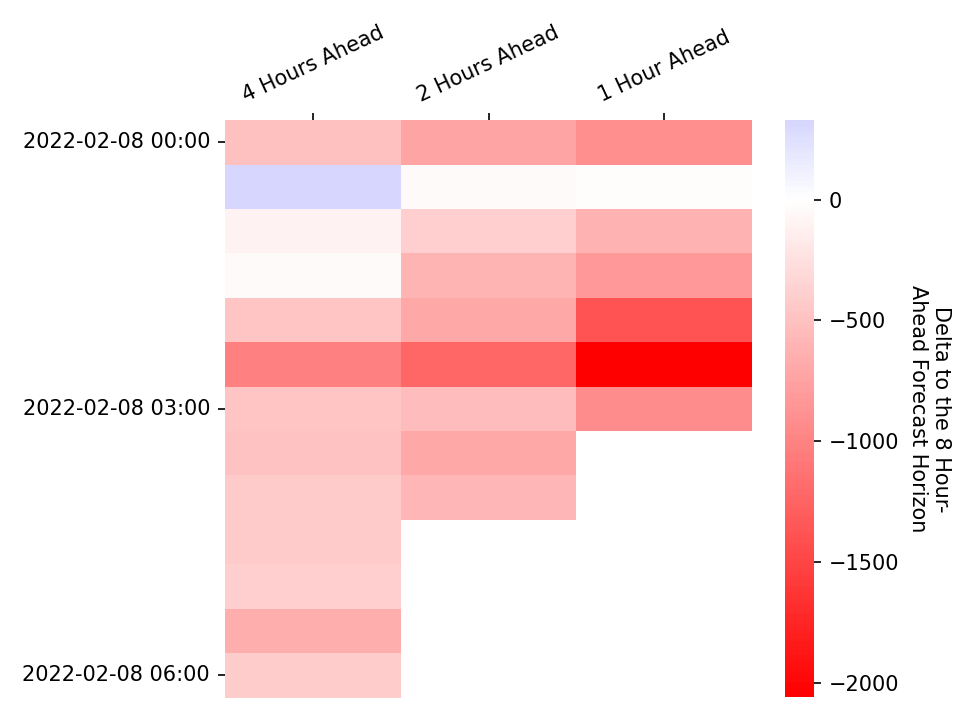 4 Hours Ahead
2 Hours Ahead
1 Hour Ahead
2022-02-08 00:00
2022-02-08 03:00
2022-02-08 06:00
0
−500
−1000
−1500
−2000
Delta to the 8 Hour-
Ahead Forecast Horizon